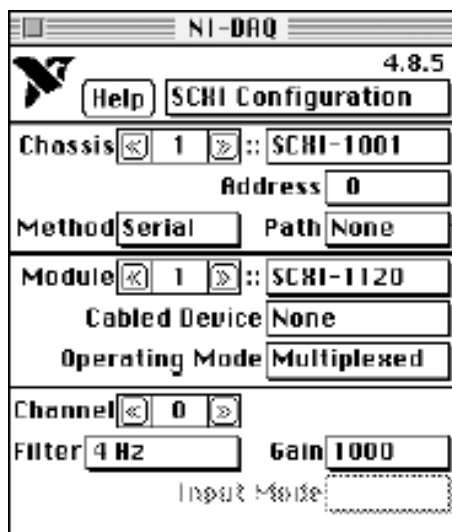 NI-DAQ
4.8.5
Help SCXI Configuration
Chassis « 1 » :: SCXI-1001
Address 0
Method Serial Path None
Module « 1 » :: SCXI-1120
Cabled Device None
Operating Mode Multiplexed
Channel « 0 »
Filter 4 Hz Gain 1000
Input Mode